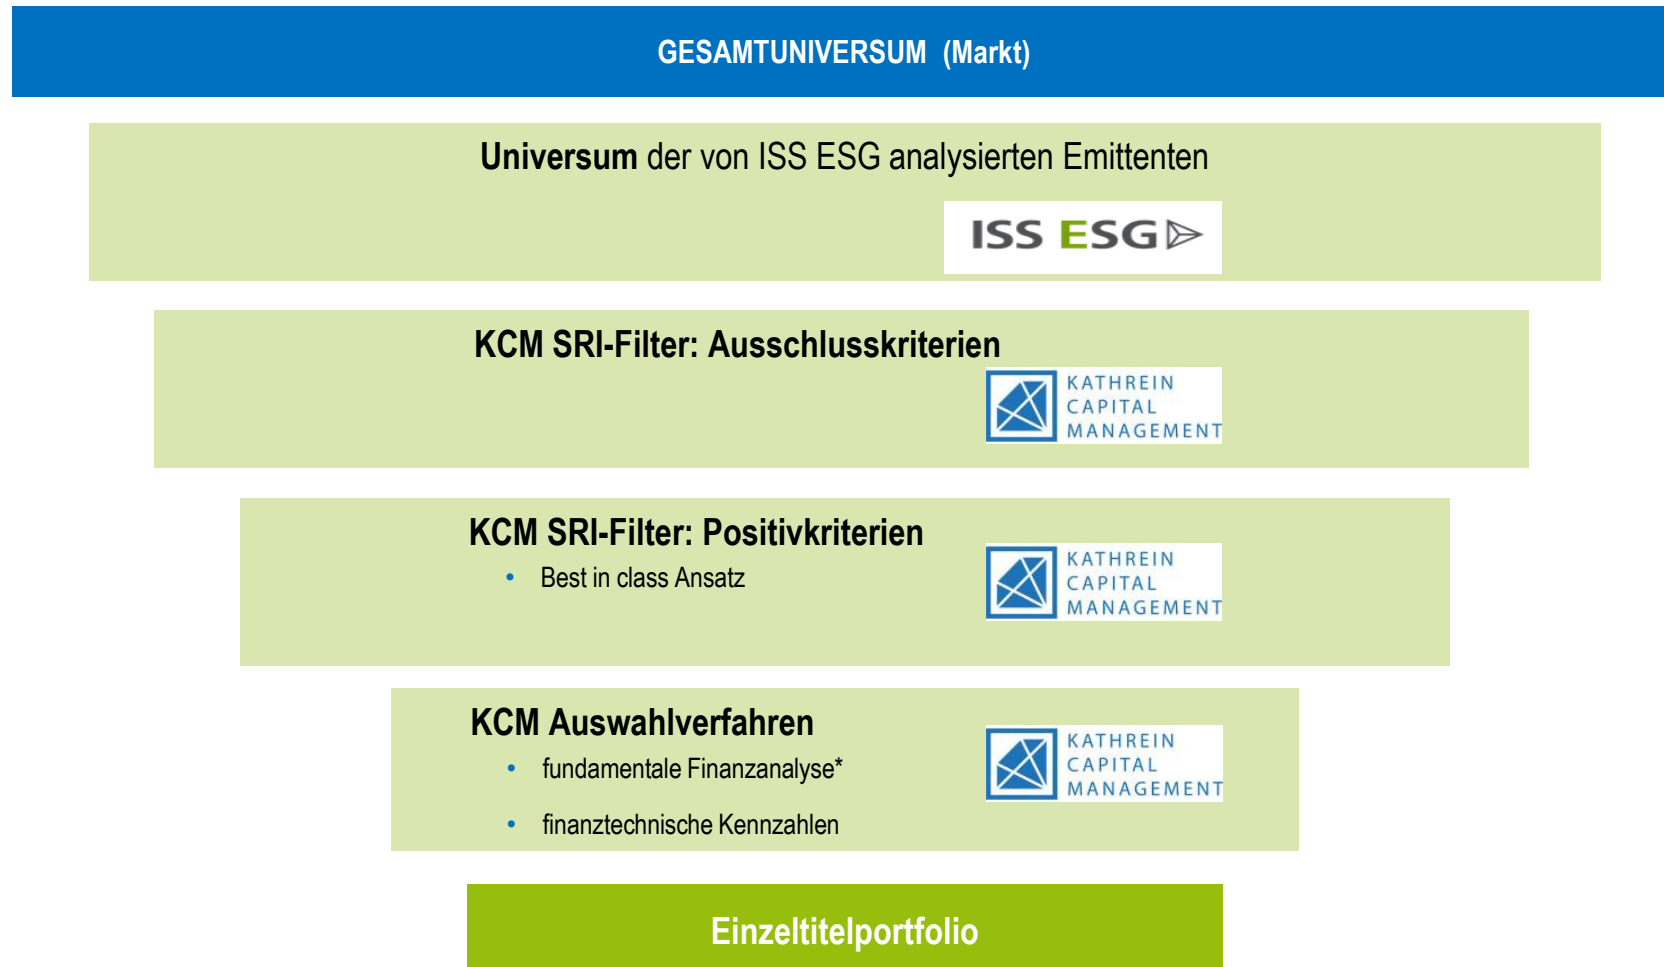 GESAMTUNIVERSUM (Markt)
Universum der von ISS ESG analysierten Emittenten
ISS ESG
KCM SRI-Filter: Ausschlusskriterien
KATHREIN
CAPITAL
MANAGEMENT
KCM SRI-Filter: Positivkriterien
• Best in class Ansatz
KATHREIN
CAPITAL
MANAGEMENT
KCM Auswahlverfahren
• fundamentale Finanzanalyse*
• finanztechnische Kennzahlen
KATHREIN
CAPITAL
MANAGEMENT
Einzeltitelportfolio